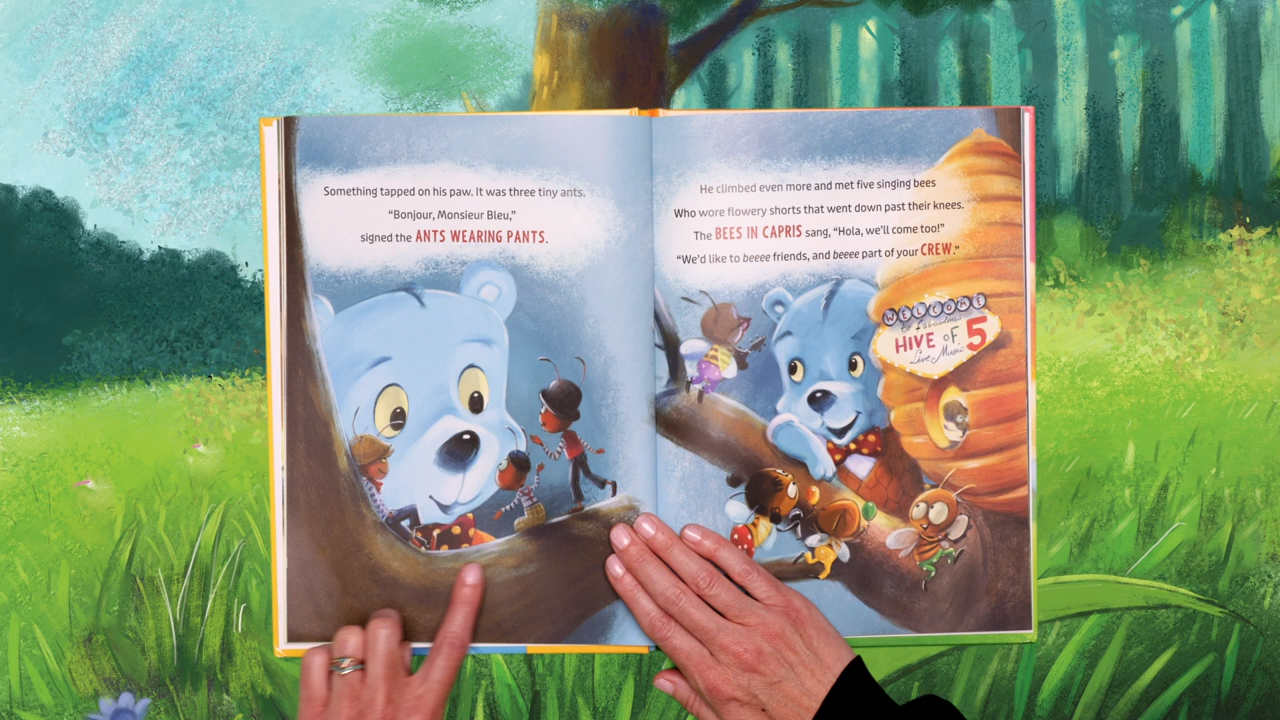 Something tapped on his paw. It was three tiny ants.
“Bonjour, Monsieur Bleu,”
signed the ANTS WEARING PANTS.
He climbed even more and met five singing bees
Who wore flowery shorts that went down past their knees.
The BEES IN CAPRIS sang, “Hola, we’ll come too!”
“We’d like to beeee friends, and beeee part of your CREW.”
WELCOME
to fabulous
HIVE OF 5
Live Music